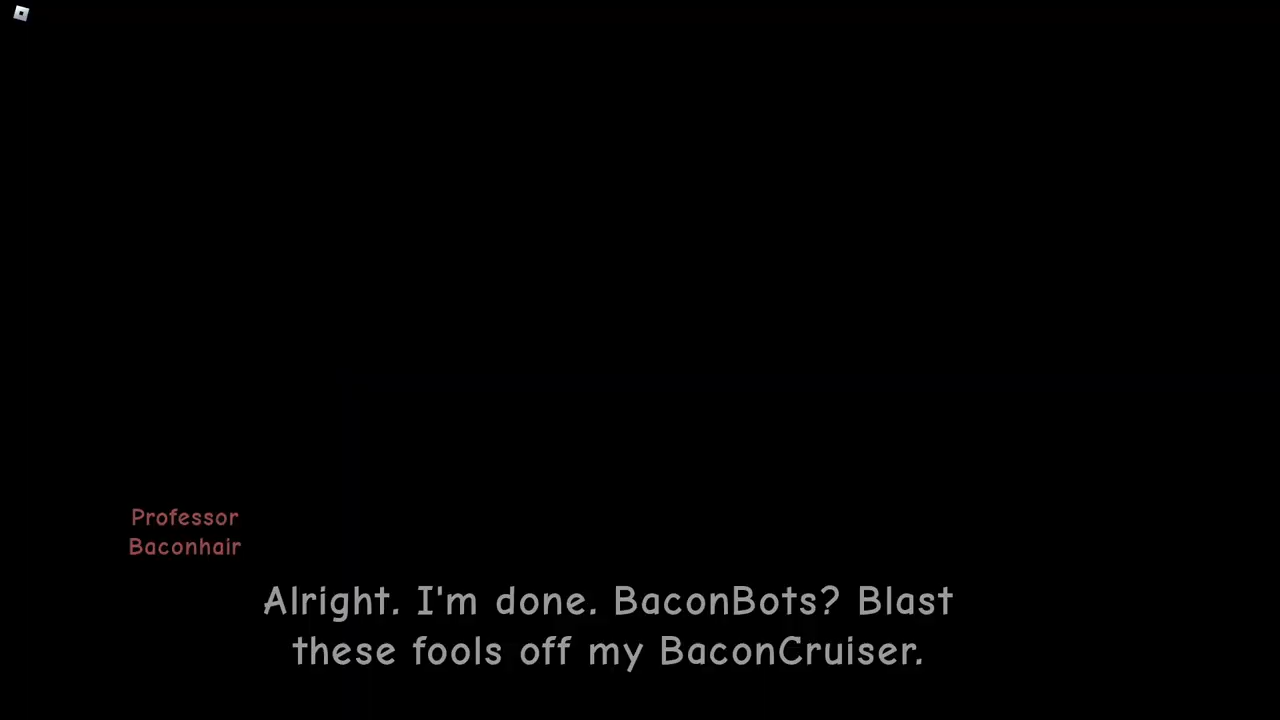 Professor
Baconhair
Alright. I'm done. BaconBots? Blast
these fools off my BaconCruiser.